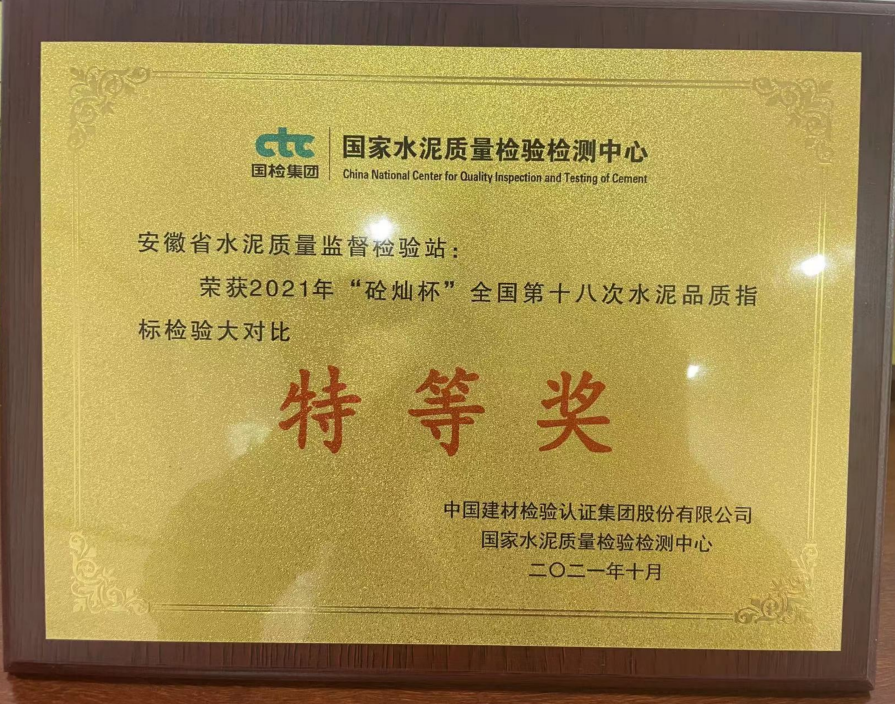 ctc
国检集团
国家水泥质量检验检测中心
China National Center for Quality Inspection and Testing of Cement
安徽省水泥质量监督检验站：
荣获2021年“砼灿杯”全国第十八次水泥品质指
标检验大对比
特等奖
中国建材检验认证集团股份有限公司
国家水泥质量检验检测中心
二〇二一年十月